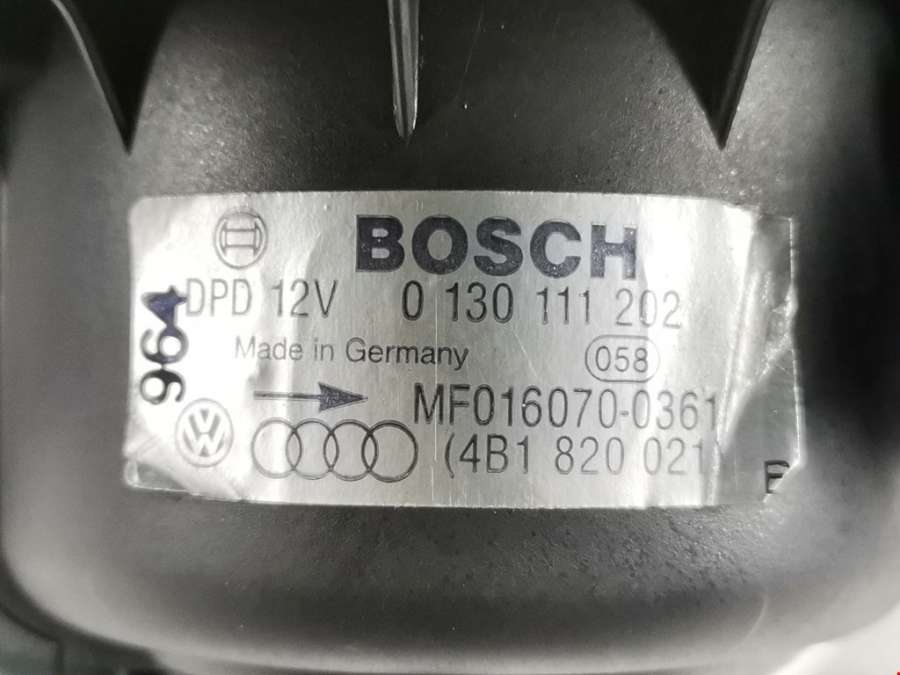 BOSCH
DPD 12V 0 130 111 202
Made in Germany 058
964
MF016070-0361
(4B1 820 021